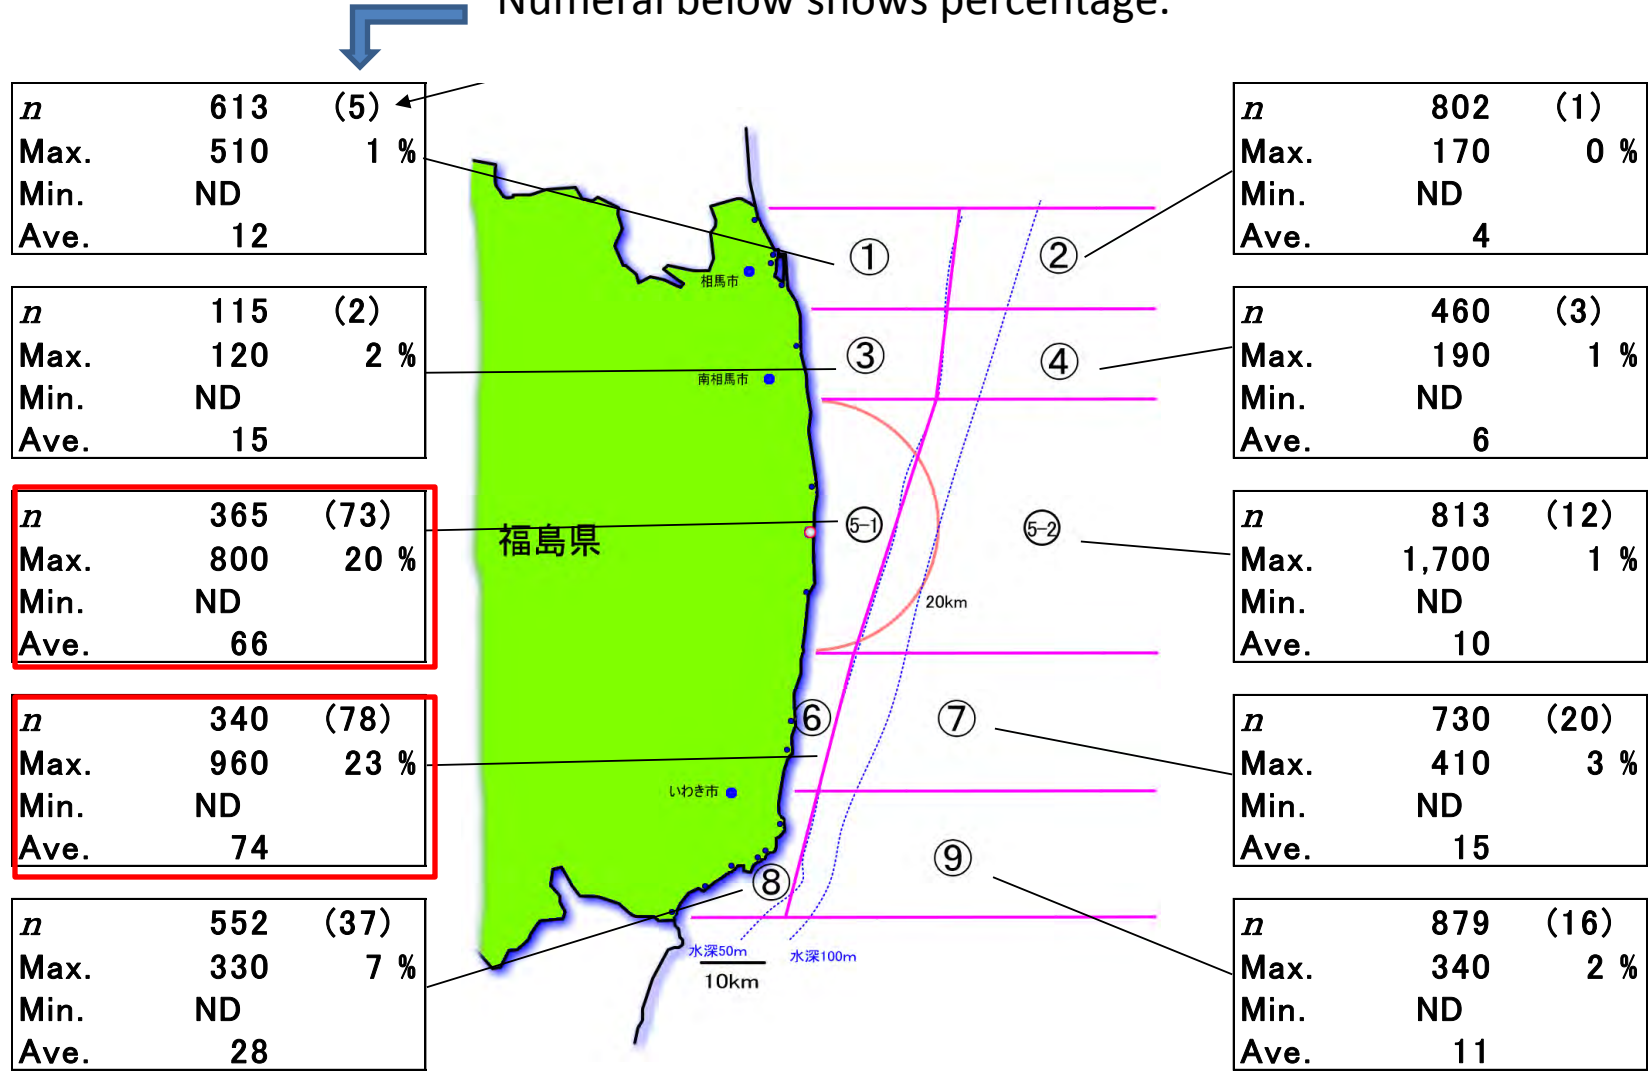 Numeral below shows percentage.
n 613 (5)
Max. 510 1 %
Min. ND
Ave. 12
n 115 (2)
Max. 120 2 %
Min. ND
Ave. 15
n 365 (73)
Max. 800 20 %
Min. ND
Ave. 66
n 340 (78)
Max. 960 23 %
Min. ND
Ave. 74
n 552 (37)
Max. 330 7 %
Min. ND
Ave. 28
①
②
相馬市
③
④
南相馬市
福島県
5-1
5-2
20km
⑥
⑦
いわき市
⑧
⑨
水深50m
水深100m
10km
n 802 (1)
Max. 170 0 %
Min. ND
Ave. 4
n 460 (3)
Max. 190 1 %
Min. ND
Ave. 6
n 813 (12)
Max. 1,700 1 %
Min. ND
Ave. 10
n 730 (20)
Max. 410 3 %
Min. ND
Ave. 15
n 879 (16)
Max. 340 2 %
Min. ND
Ave. 11